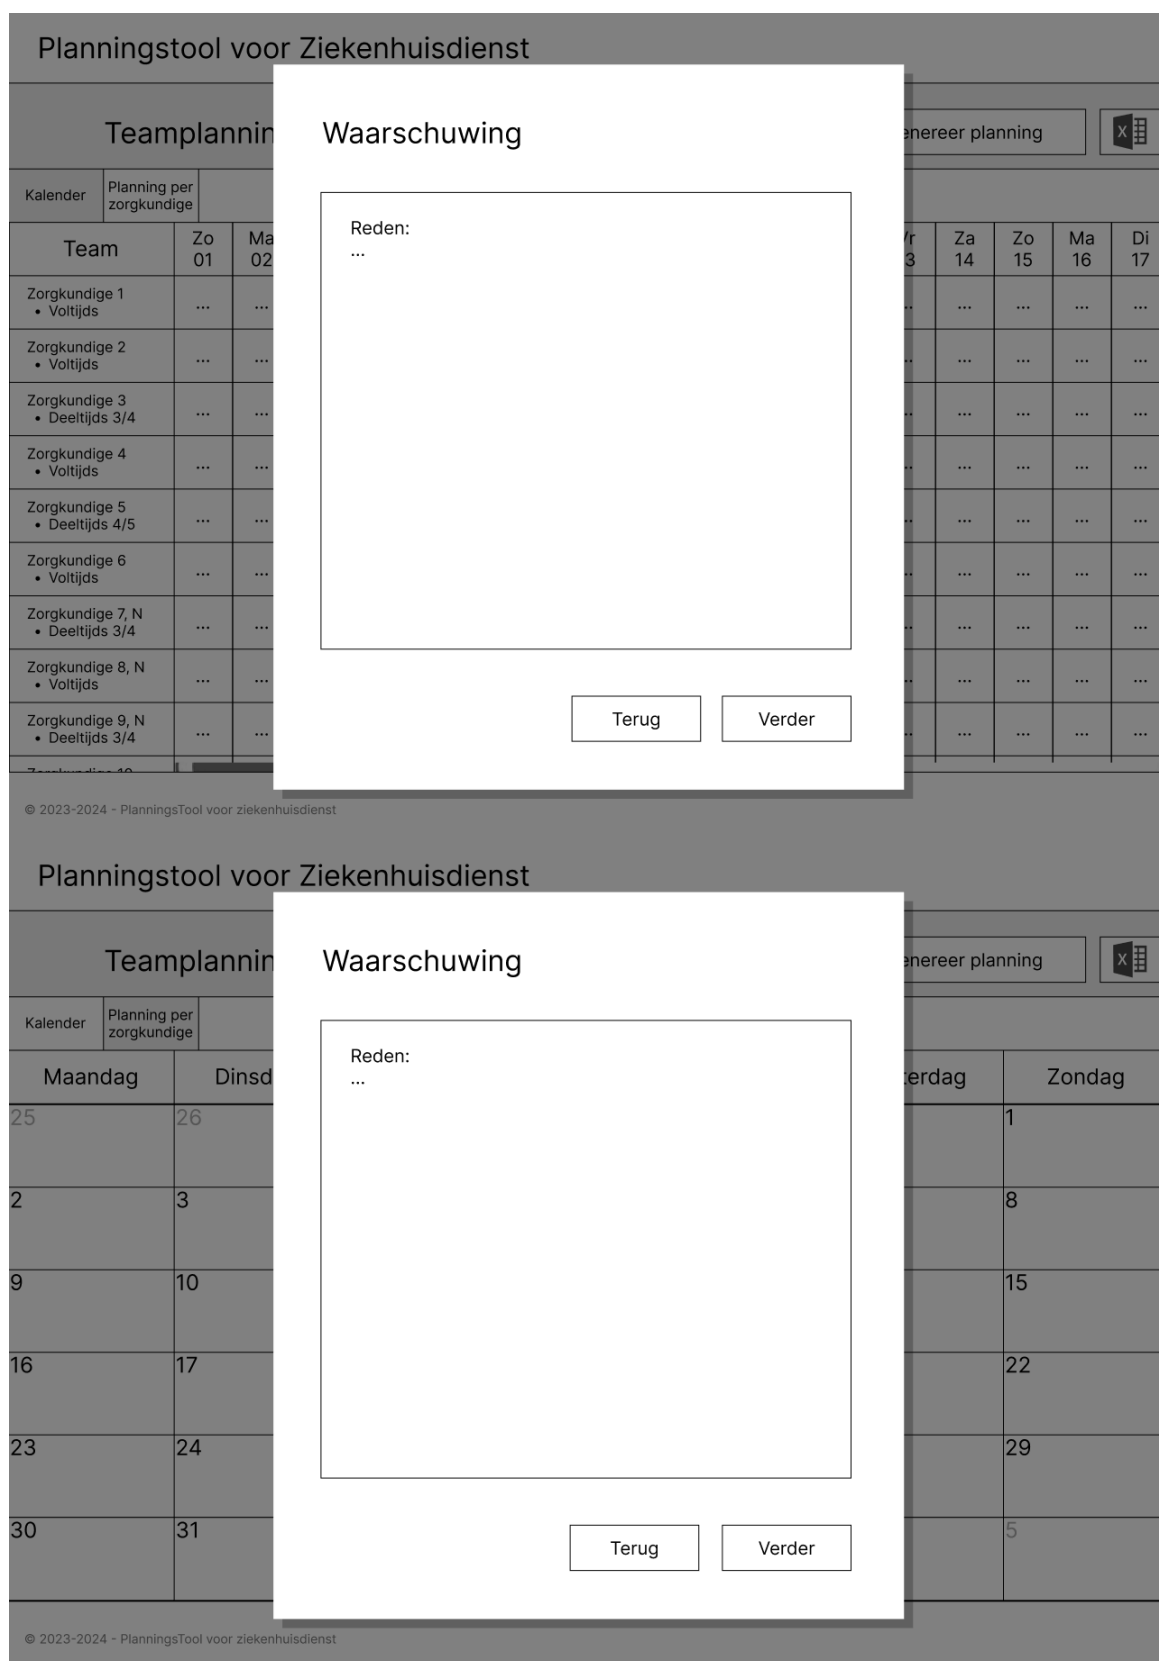 Planningstool voor Ziekenhuisdienst
Teamplannin
Waarschuwing
enereer planning
X
Kalender
Planning per
zorgkundige
Reden:
...
Team
Zo
01
Ma
02
Vr
3
Za
14
Zo
15
Ma
16
Di
17
Zorgkundige 1
• Voltijds
... ... ... ... ... ...
Zorgkundige 2
• Voltijds
... ... ... ... ... ...
Zorgkundige 3
• Deeltijds 3/4
... ... ... ... ... ...
Zorgkundige 4
• Voltijds
... ... ... ... ... ...
Zorgkundige 5
• Deeltijds 4/5
... ... ... ... ... ...
Zorgkundige 6
• Voltijds
... ... ... ... ... ...
Zorgkundige 7, N
• Deeltijds 3/4
... ... ... ... ... ...
Zorgkundige 8, N
• Voltijds
... ... ... ... ... ...
Zorgkundige 9, N
• Deeltijds 3/4
... ... ... ... ... ...
Zorgkundige 10
Terug
Verder
© 2023-2024 - PlanningsTool voor ziekenhuisdienst
Planningstool voor Ziekenhuisdienst
Teamplannin
Waarschuwing
enereer planning
X
Kalender
Planning per
zorgkundige
Reden:
...
Maandag
Dinsd
terdag
Zondag
25 26 1
2 3 8
9 10 15
16 17 22
23 24 29
30 31 5
Terug
Verder
© 2023-2024 - PlanningsTool voor ziekenhuisdienst